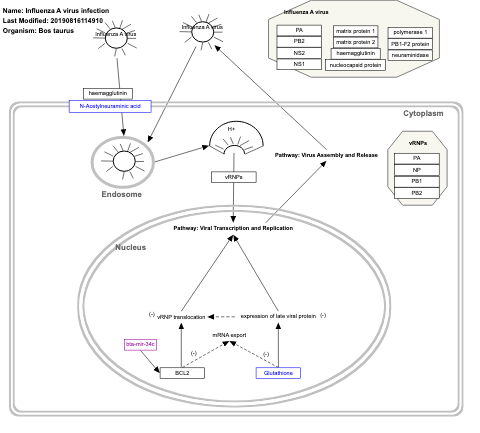 Name: Influenza A virus infection
Last Modified: 20190816114910
Organism: Bos taurus
Influenza A virus
Influenza A virus
Influenza A virus
PA
PB2
NS2
NS1
matrix protein 1
matrix protein 2
haemagglutinin
nucleocapsid protein
polymerase 1
PB1-F2 protein
neuraminidase
haemagglutinin
N-Acetylneuraminic acid
Cytoplasm
H+
Pathway: Virus Assembly and Release
vRNPs
PA
NP
PB1
PB2
Endosome
vRNPs
Pathway: Viral Transcription and Replication
Nucleus
(-) vRNP translocation
expression of late viral protein (-)
mRNA export
bta-mir-34c
(-)
(-)
BCL2
Glutathione